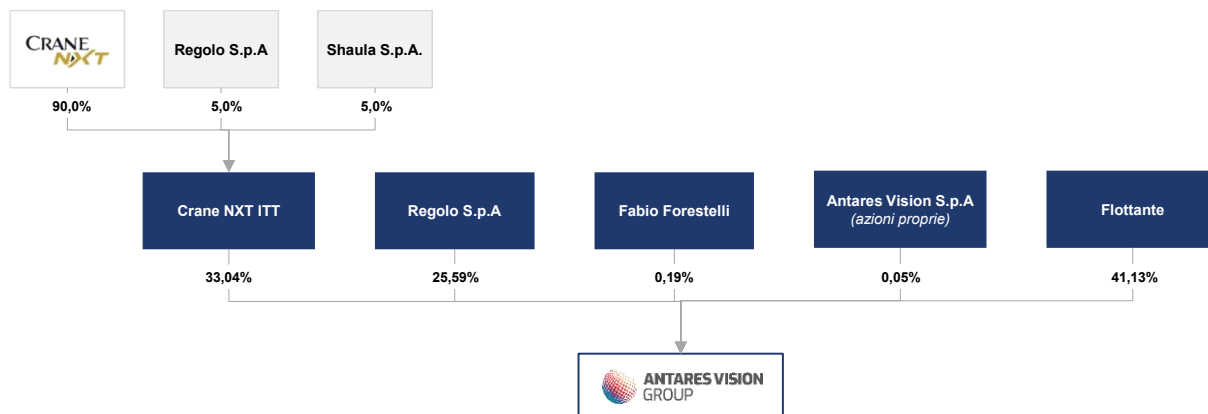 CRANE
NXT
Regolo S.p.A
Shaula S.p.A.
90,0%
5,0%
5,0%
Crane NXT ITT
Regolo S.p.A
Fabio Forestelli
Antares Vision S.p.A
(azioni proprie)
Flottante
33,04%
25,59%
0,19%
0,05%
41,13%
ANTARES VISION
GROUP